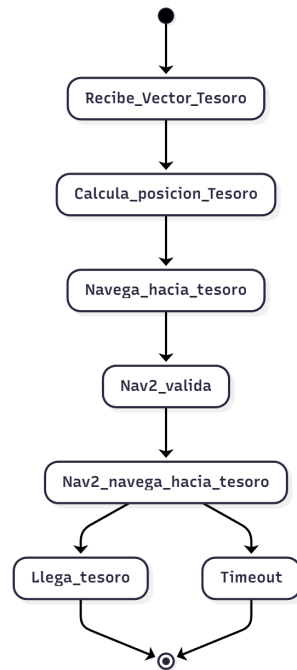 Recibe_Vector_Tesoro
Calcula_posicion_Tesoro
Navega_hacia_tesoro
Nav2_valida
Nav2_navega_hacia_tesoro
Llega_tesoro
Timeout